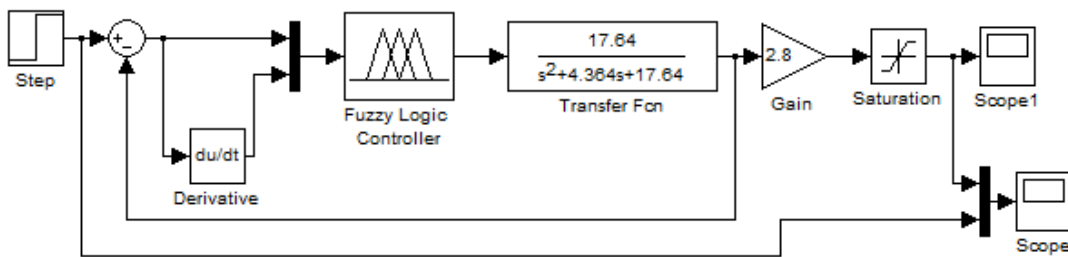 Step
+
−
du/dt
Derivative
Fuzzy Logic
Controller
17.64
s2+4.364s+17.64
Transfer Fcn
2.8
Gain
Saturation
Scope1
Scope